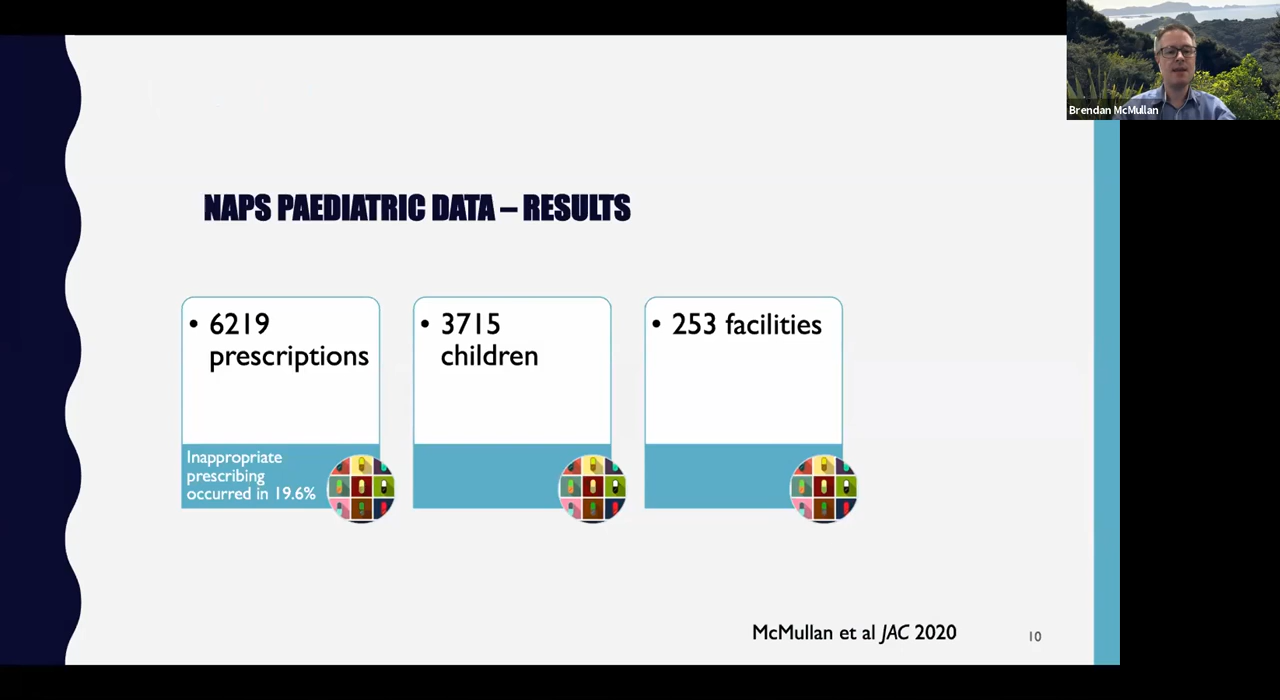 Brendan McMullan
NAPS PAEDIATRIC DATA – RESULTS
• 6219
prescriptions
Inappropriate
prescribing
occurred in 19.6%
• 3715
children
• 253 facilities
McMullan et al JAC 2020
10